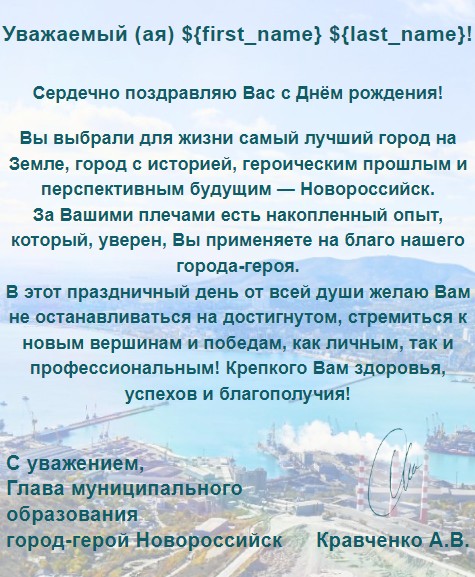 Уважаемый (ая) ${first_name} ${last_name}!
Сердечно поздравляю Вас с Днём рождения!
Вы выбрали для жизни самый лучший город на
Земле, город с историей, героическим прошлым и
перспективным будущим — Новороссийск.
За Вашими плечами есть накопленный опыт,
который, уверен, Вы применяете на благо нашего
города-героя.
В этот праздничный день от всей души желаю Вам
не останавливаться на достигнутом, стремиться к
новым вершинам и победам, как личным, так и
профессиональным! Крепкого Вам здоровья,
успехов и благополучия!
С уважением,
Глава муниципального
образования
город-герой Новороссийск Кравченко А.В.